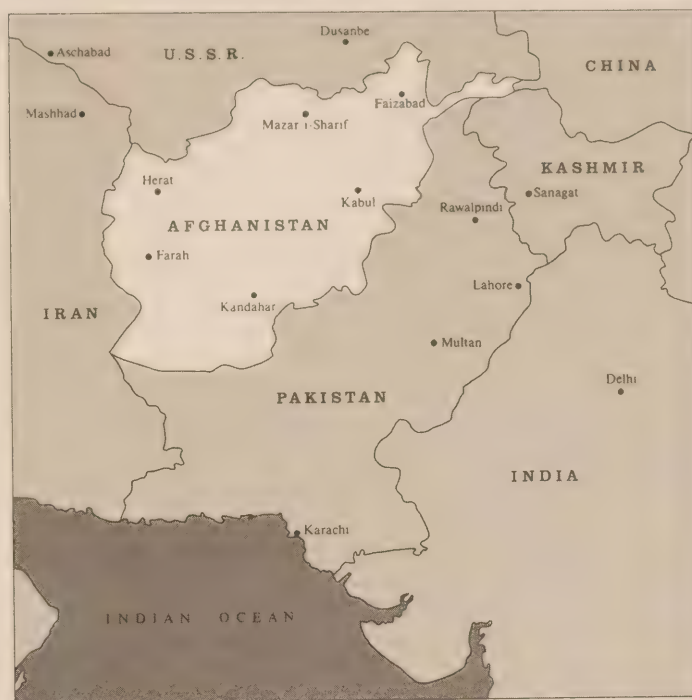 Dusanbe
Aschabad
U.S.S.R.
CHINA
Mashhad
Faizabad
Mazar i-Sharif
KASHMIR
Herat
Kabul
Sanagat
Rawalpindi
AFGHANISTAN
Farah
Lahore
Kandahar
IRAN
Multan
Delhi
PAKISTAN
INDIA
Karachi
INDIAN OCEAN